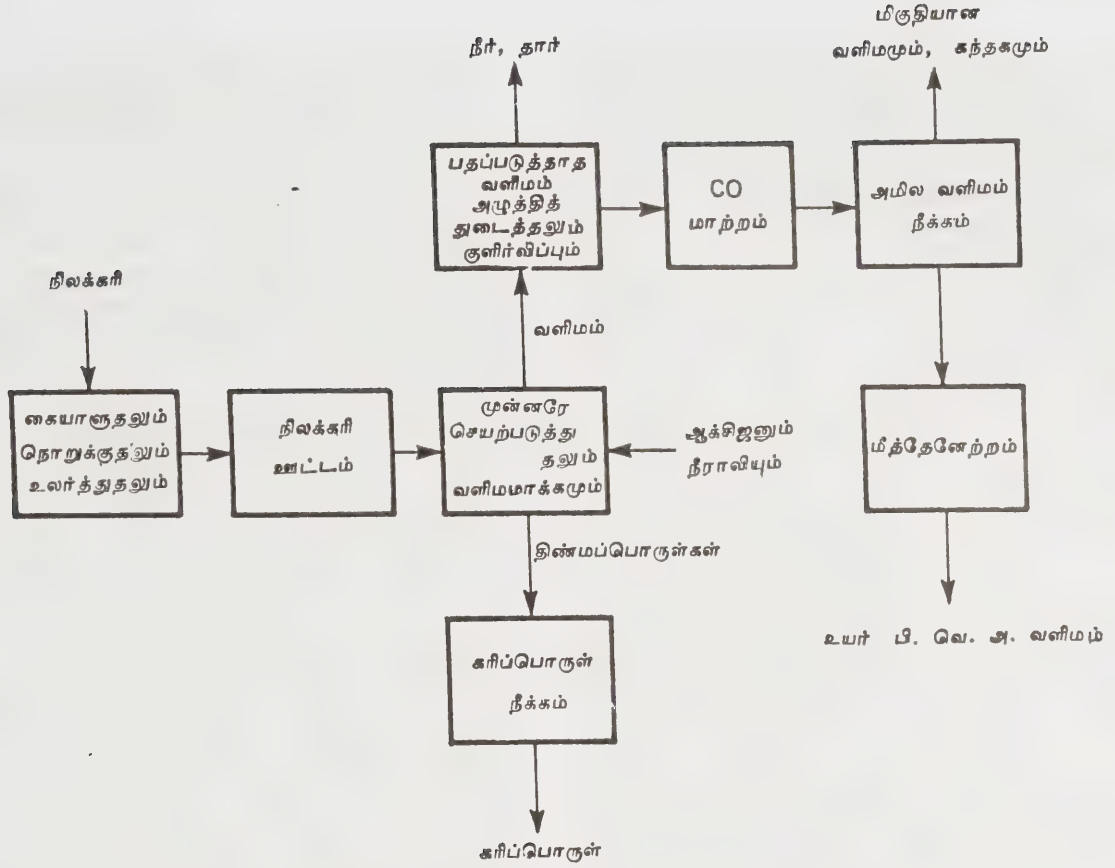 மிகுதியான
வளிமமும், கந்தகமும்
நீர், தார்
பதப்படுத்தாத
வளிமம்
அழுத்தித்
துடைத்தலும்
குளிர்விப்பும்
CO
மாற்றம்
அமில வளிமம்
நீக்கம்
நிலக்கரி
வளிமம்
கையாளுதலும்
நொறுக்குதலும்
உலர்த்துதலும்
நிலக்கரி
ஊட்டம்
முன்னரே
செயற்படுத்து
தலும்
வளிமமாக்கமும்
ஆக்சிஜனும்
நீராவியும்
மீத்தேனேற்றம்
திண்மப்பொருள்கள்
கரிப்பொருள்
நீக்கம்
உயர் பி. வெ. அ. வளிமம்
கரிப்பொருள்